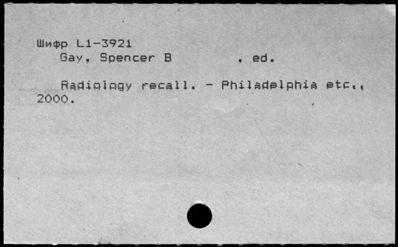 Шифр L1-3921
Gay, Spencer B , ed.
Radiology recall. - Philadelphia etc.,
2000.